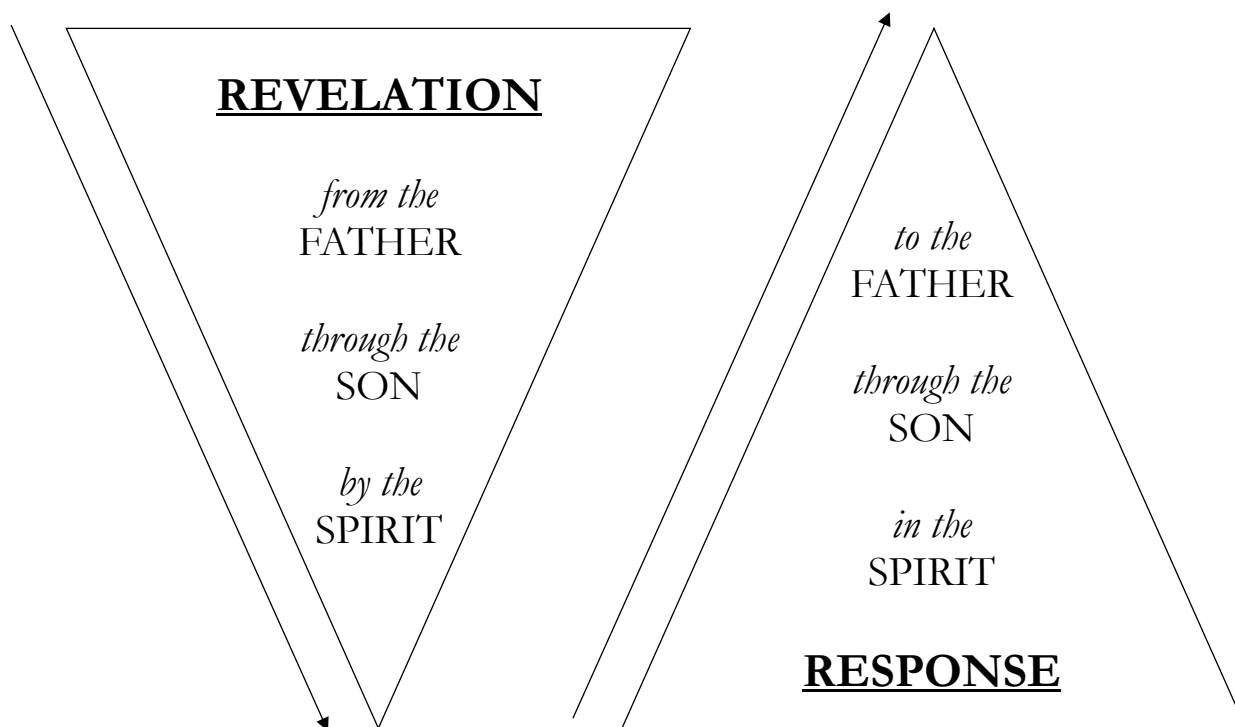 REVELATION
from the
FATHER
through the
SON
by the
SPIRIT
to the
FATHER
through the
SON
in the
SPIRIT
RESPONSE